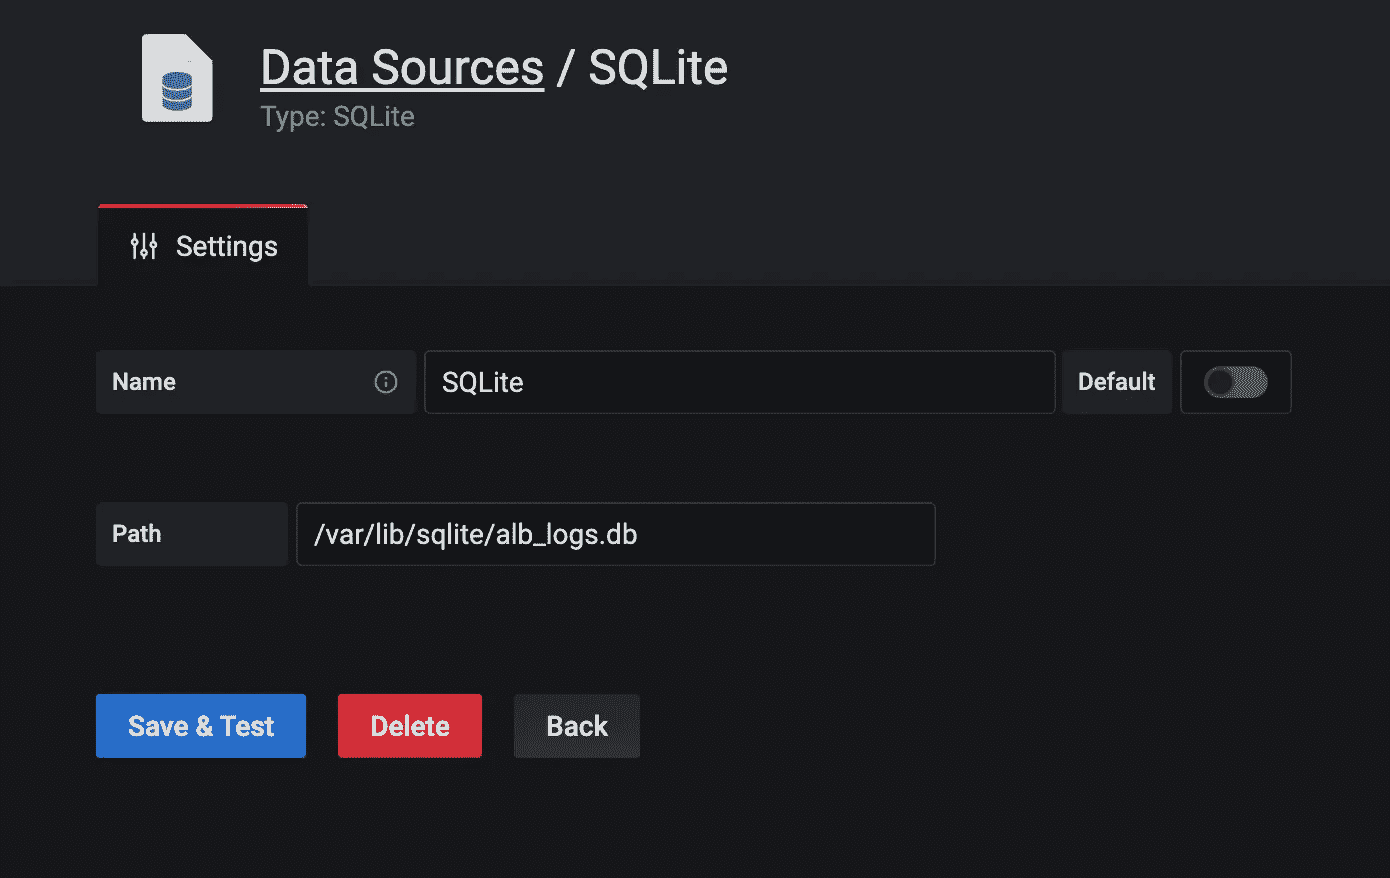 Data Sources / SQLite
Type: SQLite
Settings
Name SQLite Default
Path /var/lib/sqlite/alb_logs.db
Save & Test Delete Back